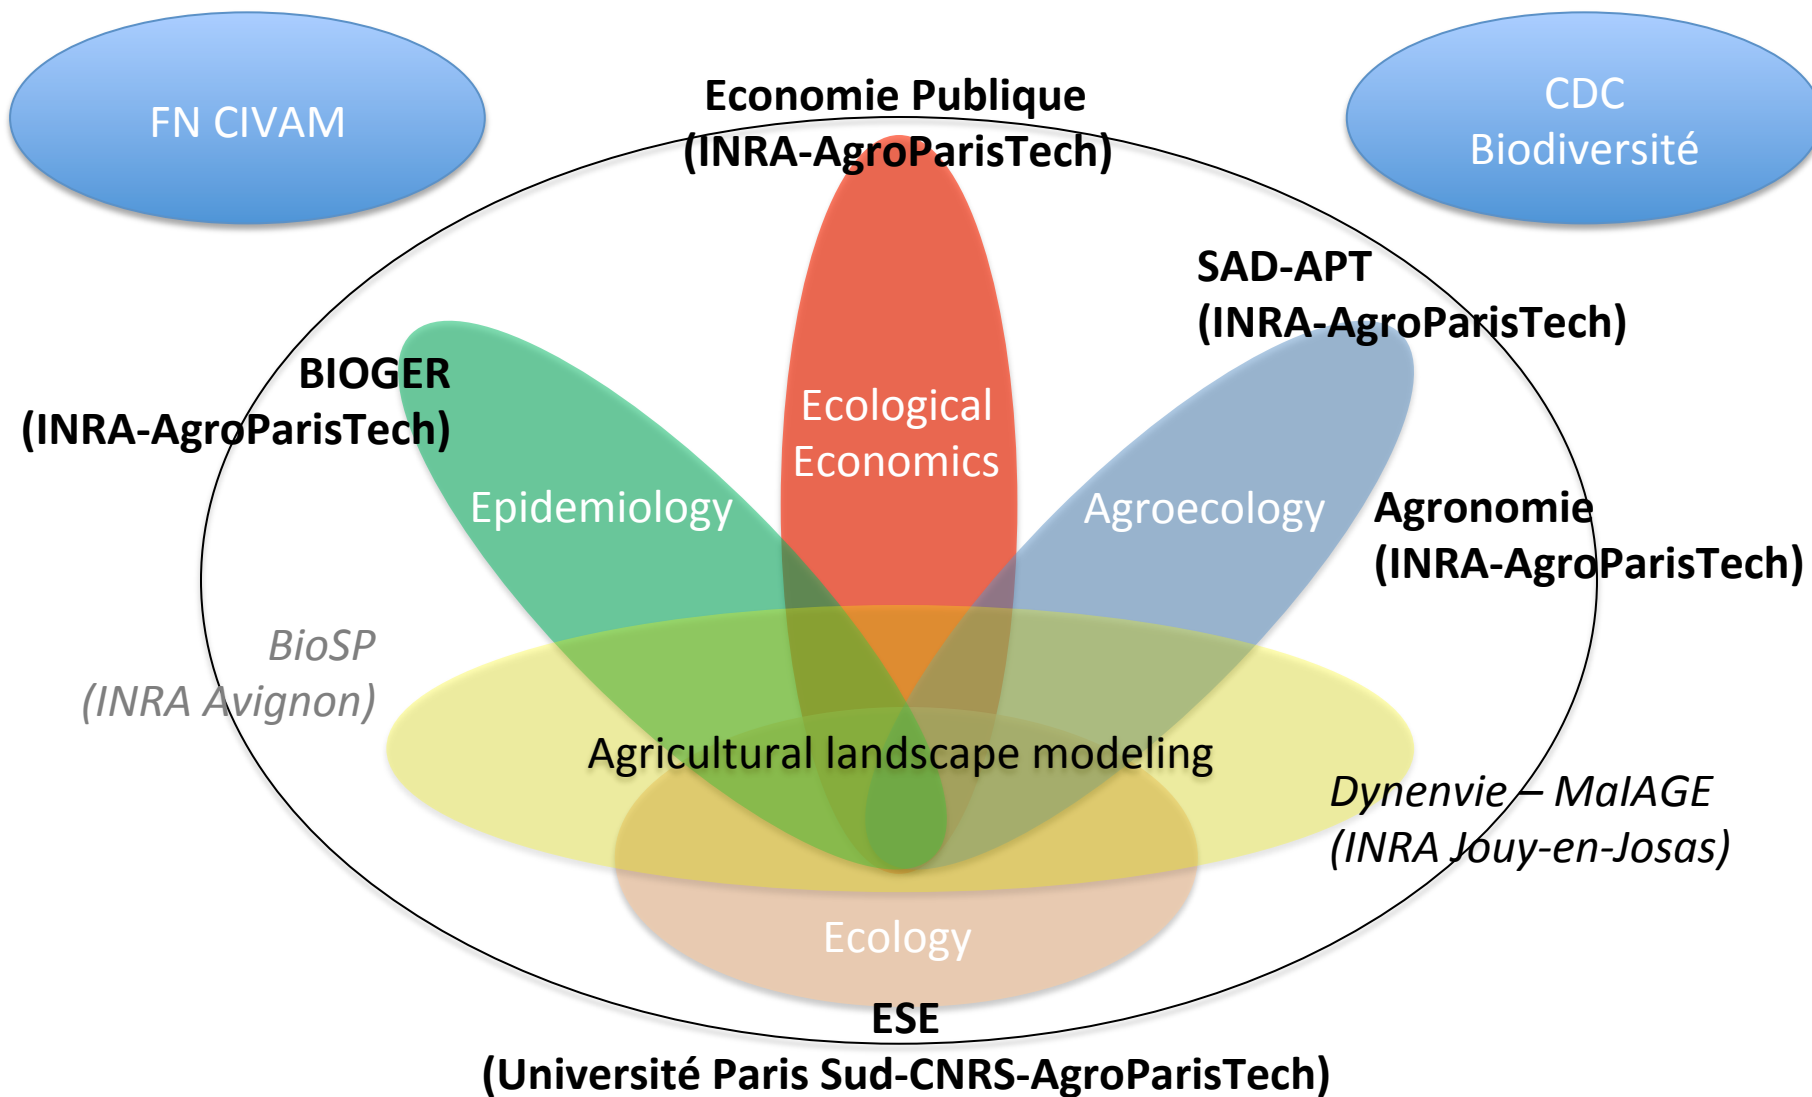 FN CIVAM
CDC
Biodiversité
Economie Publique
(INRA-AgroParisTech)
SAD-APT
(INRA-AgroParisTech)
BIOGER
(INRA-AgroParisTech)
Ecological
Economics
Epidemiology
Agroecology
Agronomie
(INRA-AgroParisTech)
BioSP
(INRA Avignon)
Agricultural landscape modeling
Dynenvie – MaIAGE
(INRA Jouy-en-Josas)
Ecology
ESE
(Université Paris Sud-CNRS-AgroParisTech)